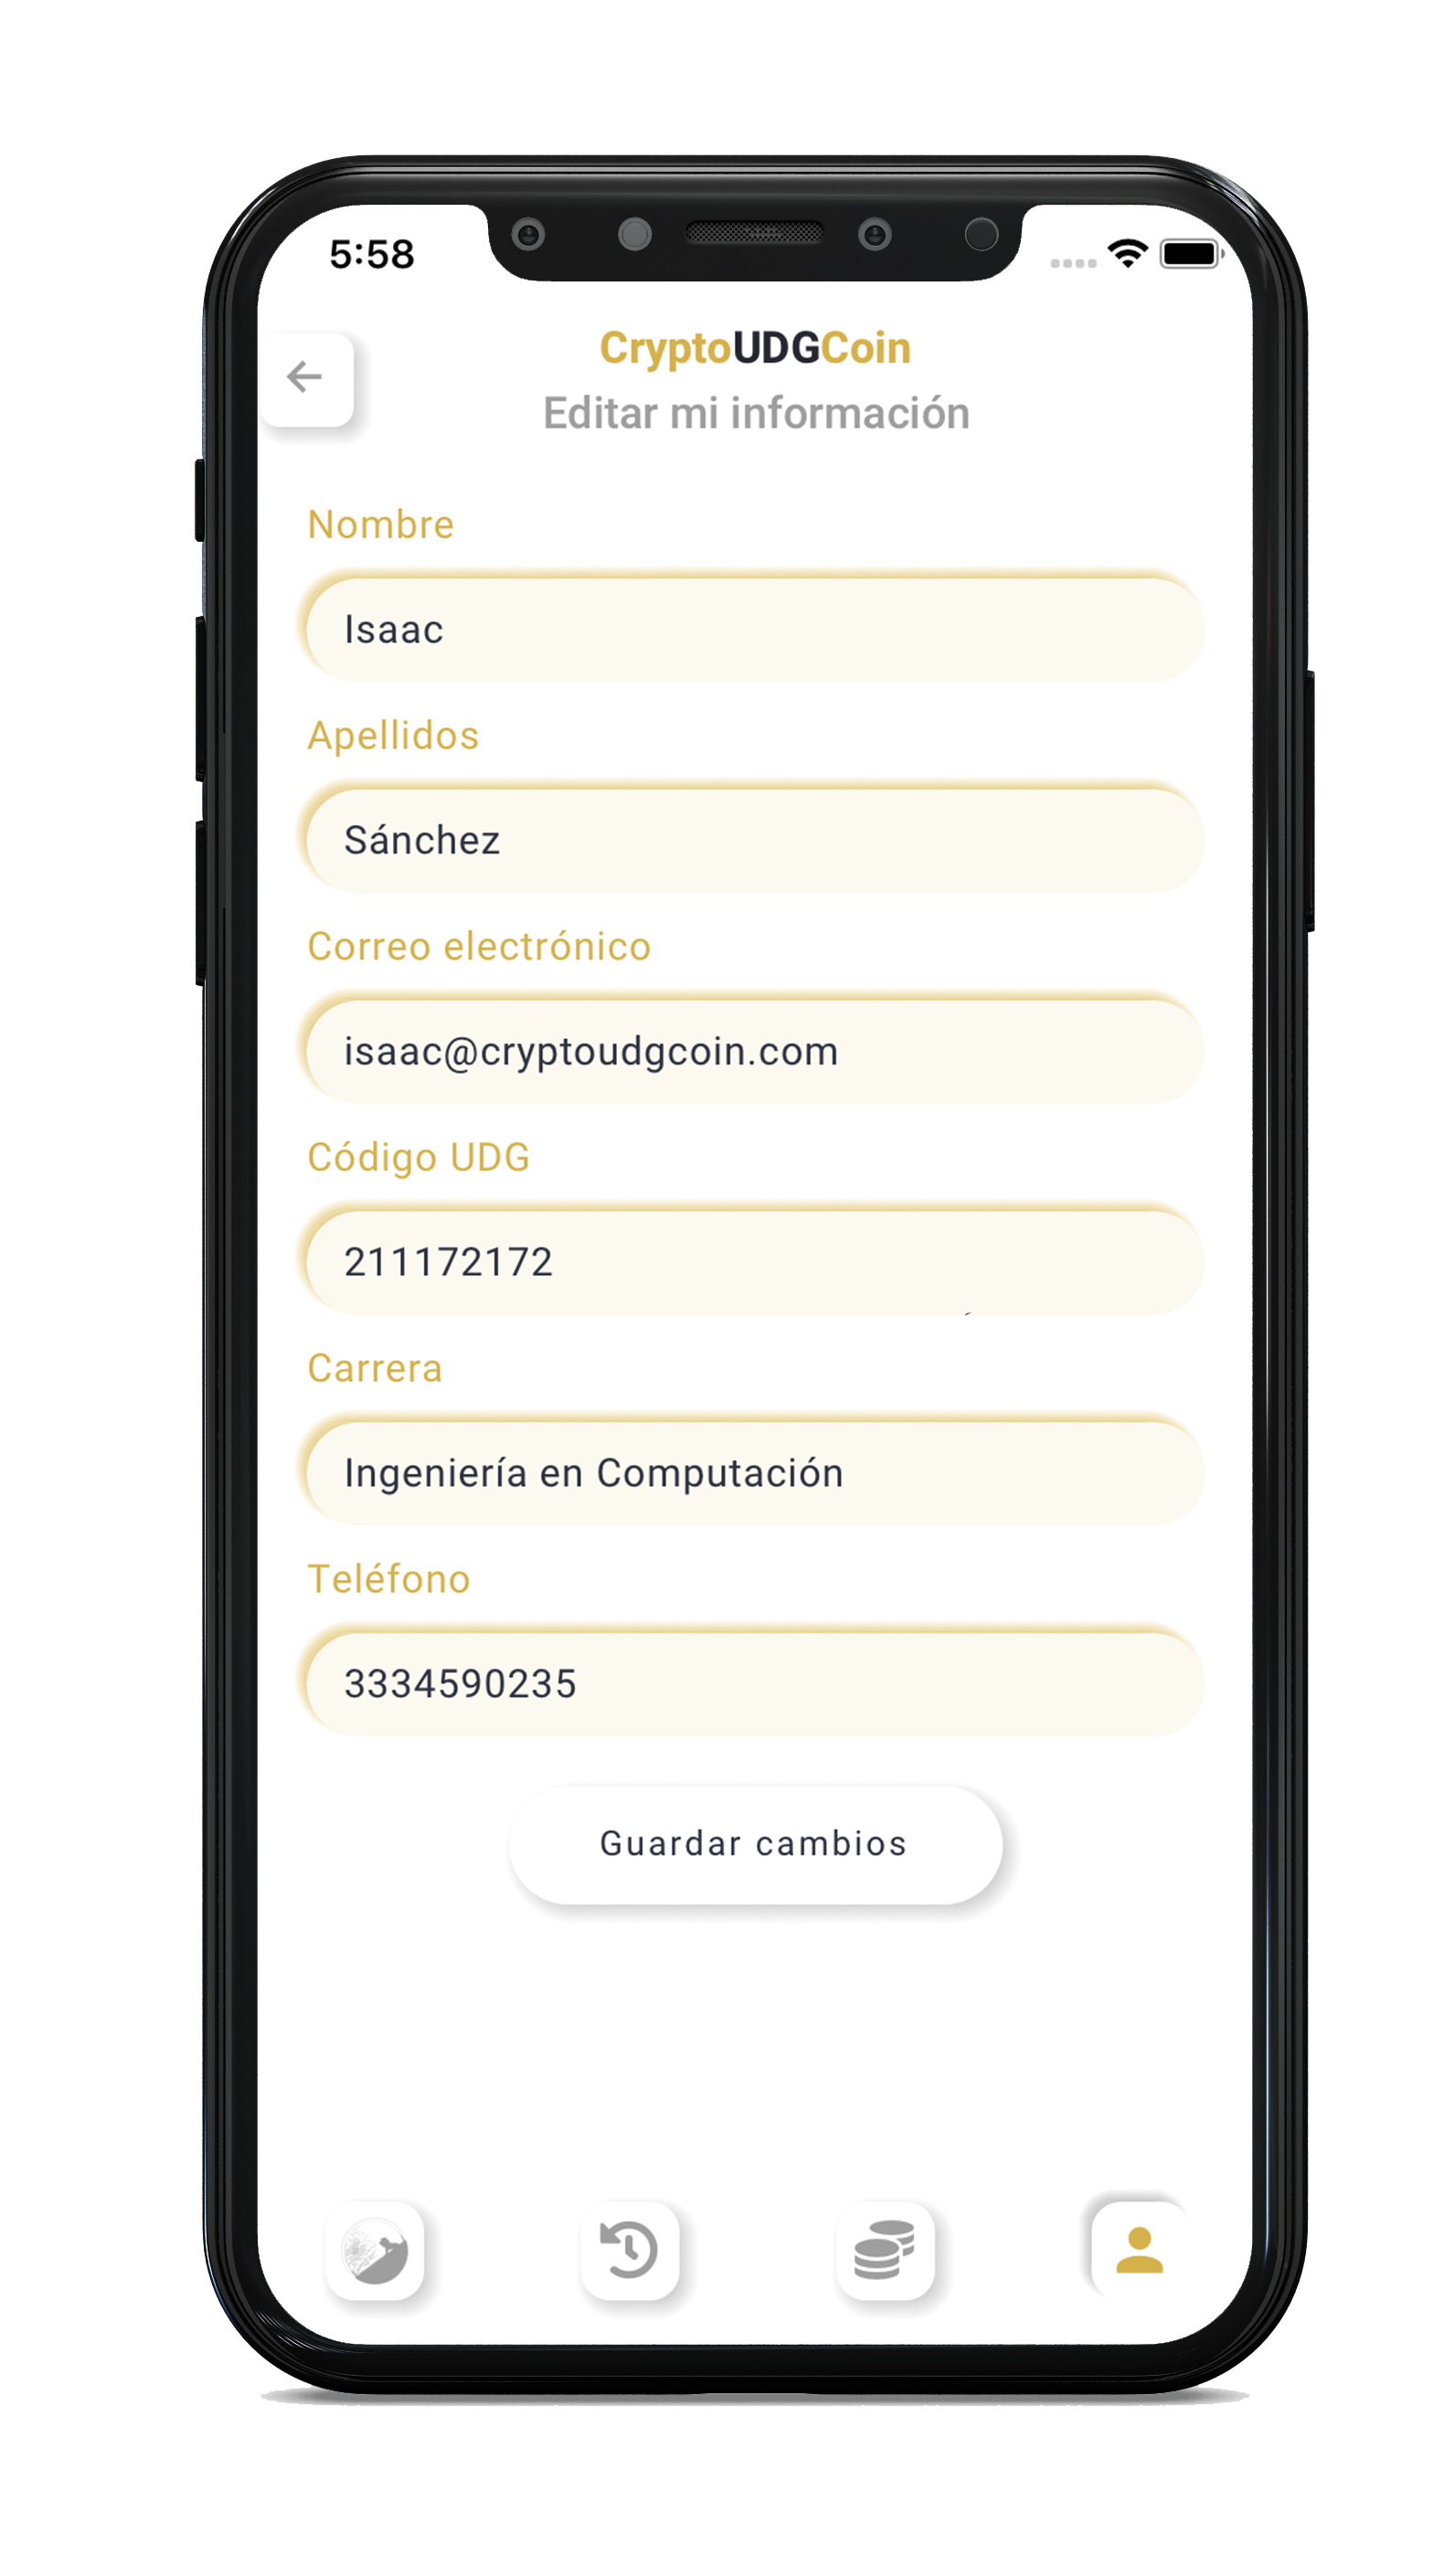 5:58
CryptoUDGCoin
Editar mi información
Nombre
Isaac
Apellidos
Sánchez
Correo electrónico
isaac@cryptoudgcoin.com
Código UDG
211172172
Carrera
Ingeniería en Computación
Teléfono
3334590235
Guardar cambios